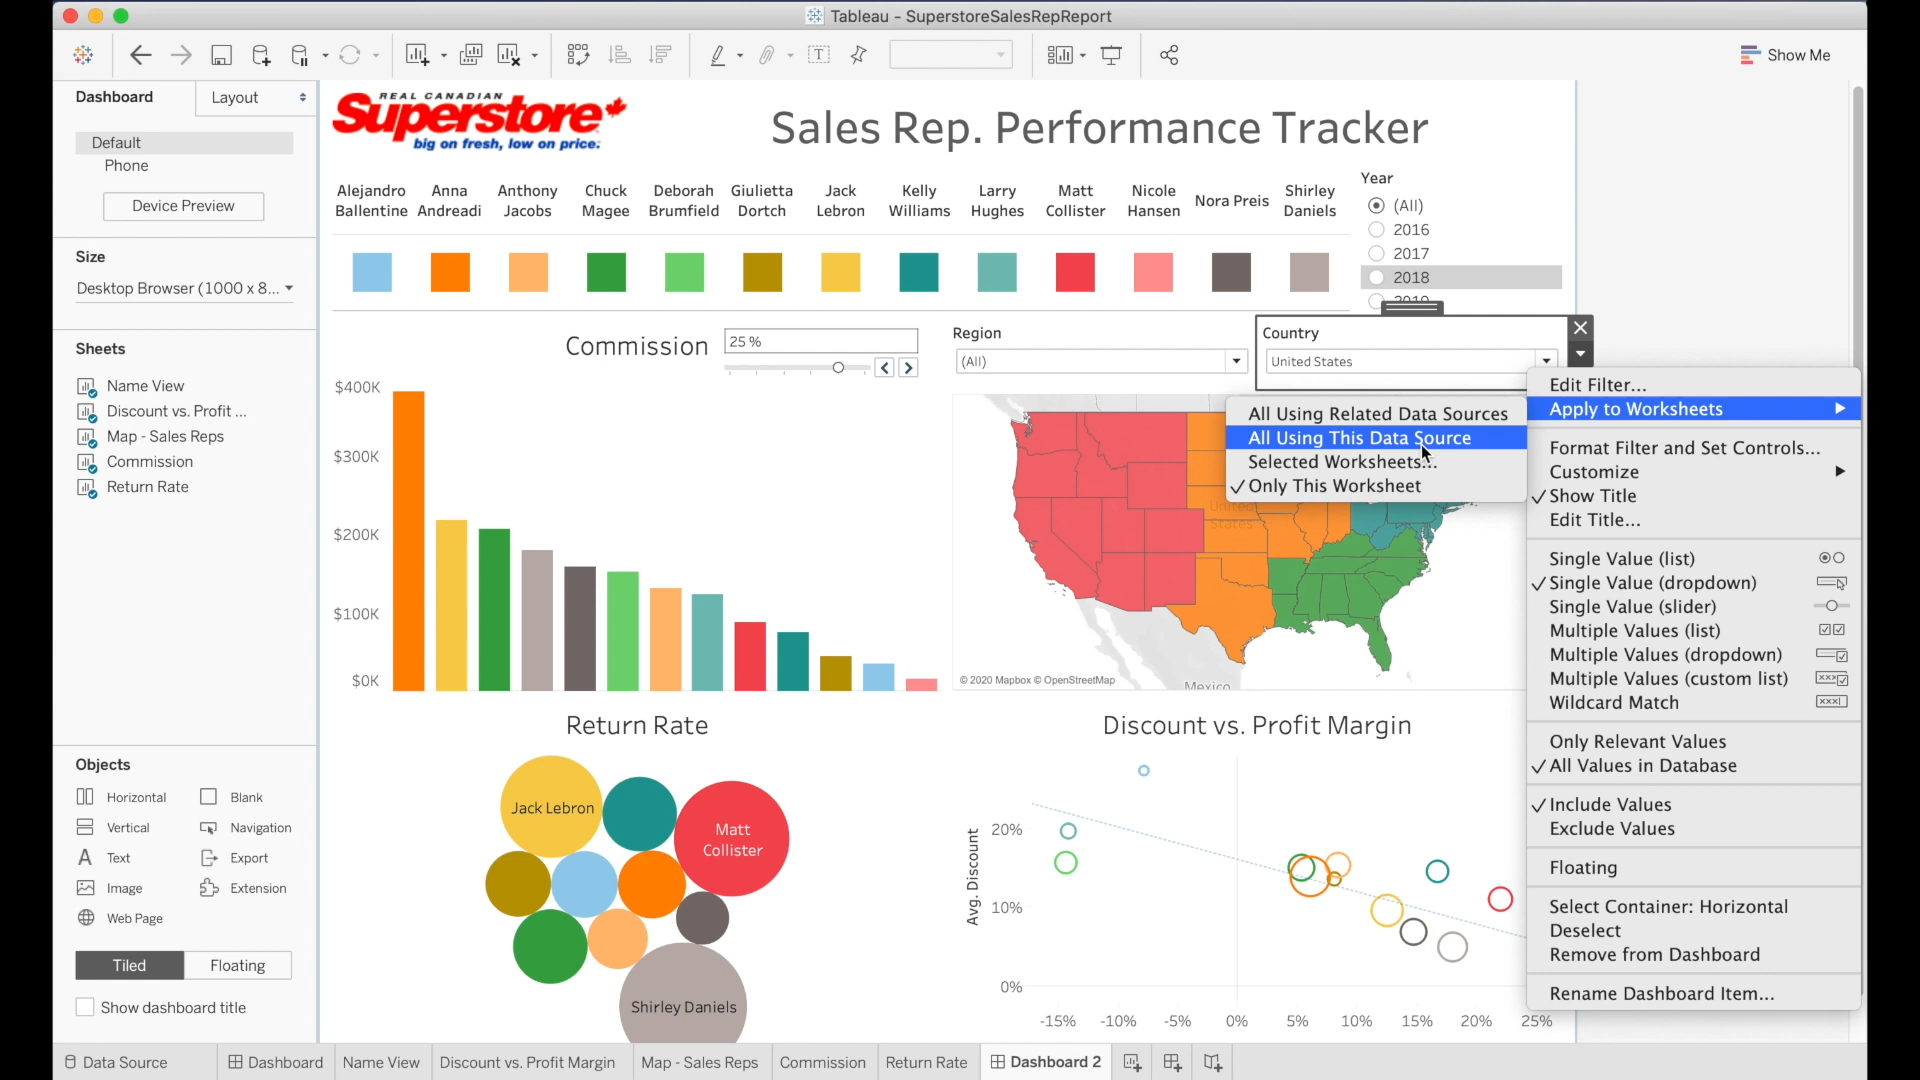 Tableau - SuperstoreSalesRepReport
Show Me
Dashboard
Layout
Default
Phone
Device Preview
Size
Desktop Browser (1000 x 8...
Sheets
Name View
Discount vs. Profit ...
Map - Sales Reps
Commission
Return Rate
Objects
Horizontal
Blank
Vertical
Navigation
A Text
Export
Image
Extension
Web Page
Tiled
Floating
Show dashboard title
REAL CANADIAN
Superstore
big on fresh, low on price.
Sales Rep. Performance Tracker
Alejandro Ballentine
Anna Andreadi
Anthony Jacobs
Chuck Magee
Deborah Brumfield
Giulietta Dortch
Jack Lebron
Kelly Williams
Larry Hughes
Matt Collister
Nicole Hansen
Nora Preis
Shirley Daniels
Year
(All)
2016
2017
2018
2019
Commission
25 %
Region
(All)
Country
United States
$400K
$300K
$200K
$100K
$0K
United States
Mexico
© 2020 Mapbox © OpenStreetMap
All Using Related Data Sources
All Using This Data Source
Selected Worksheets...
✓Only This Worksheet
Edit Filter...
Apply to Worksheets
Format Filter and Set Controls...
Customize
✓Show Title
Edit Title...
Single Value (list)
✓Single Value (dropdown)
Single Value (slider)
Multiple Values (list)
Multiple Values (dropdown)
Multiple Values (custom list)
Wildcard Match
Only Relevant Values
✓All Values in Database
✓Include Values
Exclude Values
Floating
Select Container: Horizontal
Deselect
Remove from Dashboard
Rename Dashboard Item...
Return Rate
Jack Lebron
Matt
Collister
Shirley Daniels
Discount vs. Profit Margin
Avg. Discount
20%
10%
0%
-15%
-10%
-5%
0%
5%
10%
15%
20%
25%
Data Source
Dashboard
Name View
Discount vs. Profit Margin
Map - Sales Reps
Commission
Return Rate
Dashboard 2